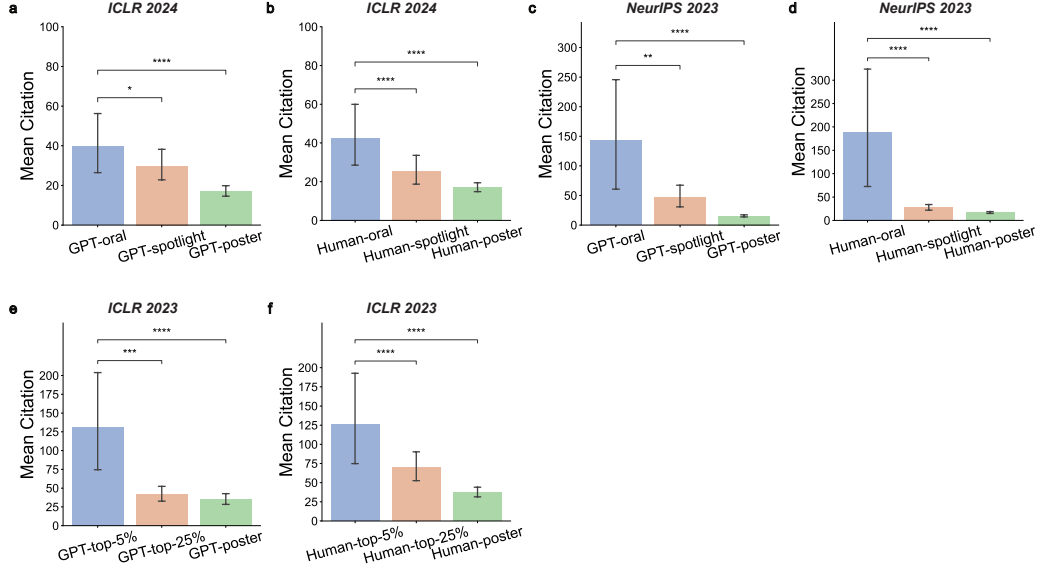 a
ICLR 2024
Mean Citation
100
80
60
40
20
0
****
*
GPT-oral
GPT-spotlight
GPT-poster
b
ICLR 2024
Mean Citation
100
80
60
40
20
0
****
****
Human-oral
Human-spotlight
Human-poster
c
NeurIPS 2023
Mean Citation
300
250
200
150
100
50
0
****
**
GPT-oral
GPT-spotlight
GPT-poster
d
NeurIPS 2023
Mean Citation
300
250
200
150
100
50
0
****
****
Human-oral
Human-spotlight
Human-poster
e
ICLR 2023
Mean Citation
200
175
150
125
100
75
50
25
0
****
***
GPT-top-5%
GPT-top-25%
GPT-poster
f
ICLR 2023
Mean Citation
200
175
150
125
100
75
50
25
0
****
****
Human-top-5%
Human-top-25%
Human-poster